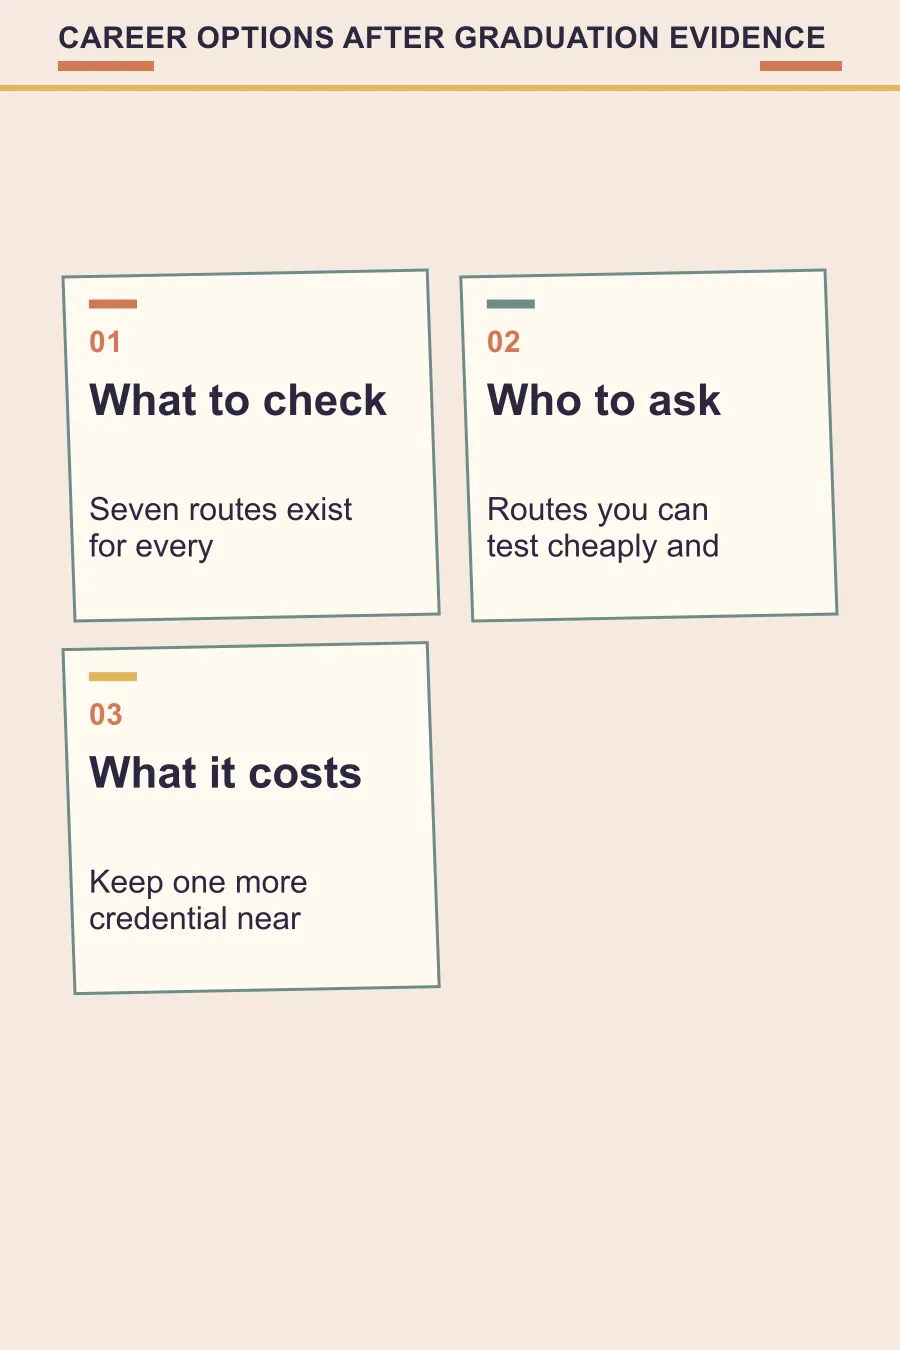 CAREER OPTIONS AFTER GRADUATION EVIDENCE
01
What to check
Seven routes exist
for every
02
Who to ask
Routes you can
test cheaply and
03
What it costs
Keep one more
credential near